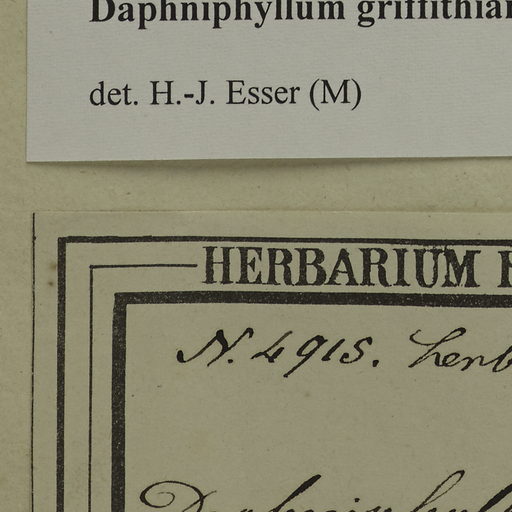 Daphniphyllum griffithian
det. H.-J. Esser (M)
HERBARIUM
N. 4915. herb